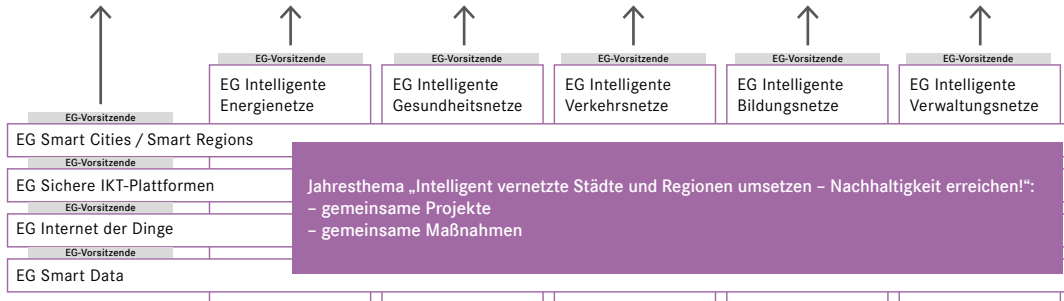 EG-Vorsitzende
EG Intelligente
Energienetze
EG-Vorsitzende
EG Intelligente
Gesundheitsnetze
EG-Vorsitzende
EG Intelligente
Verkehrsnetze
EG-Vorsitzende
EG Intelligente
Bildungsnetze
EG-Vorsitzende
EG Intelligente
Verwaltungsnetze
EG-Vorsitzende
EG Smart Cities / Smart Regions
EG-Vorsitzende
EG Sichere IKT-Plattformen
EG-Vorsitzende
EG Internet der Dinge
EG-Vorsitzende
EG Smart Data
Jahresthema „Intelligent vernetzte Städte und Regionen umsetzen – Nachhaltigkeit erreichen!“:
– gemeinsame Projekte
– gemeinsame Maßnahmen